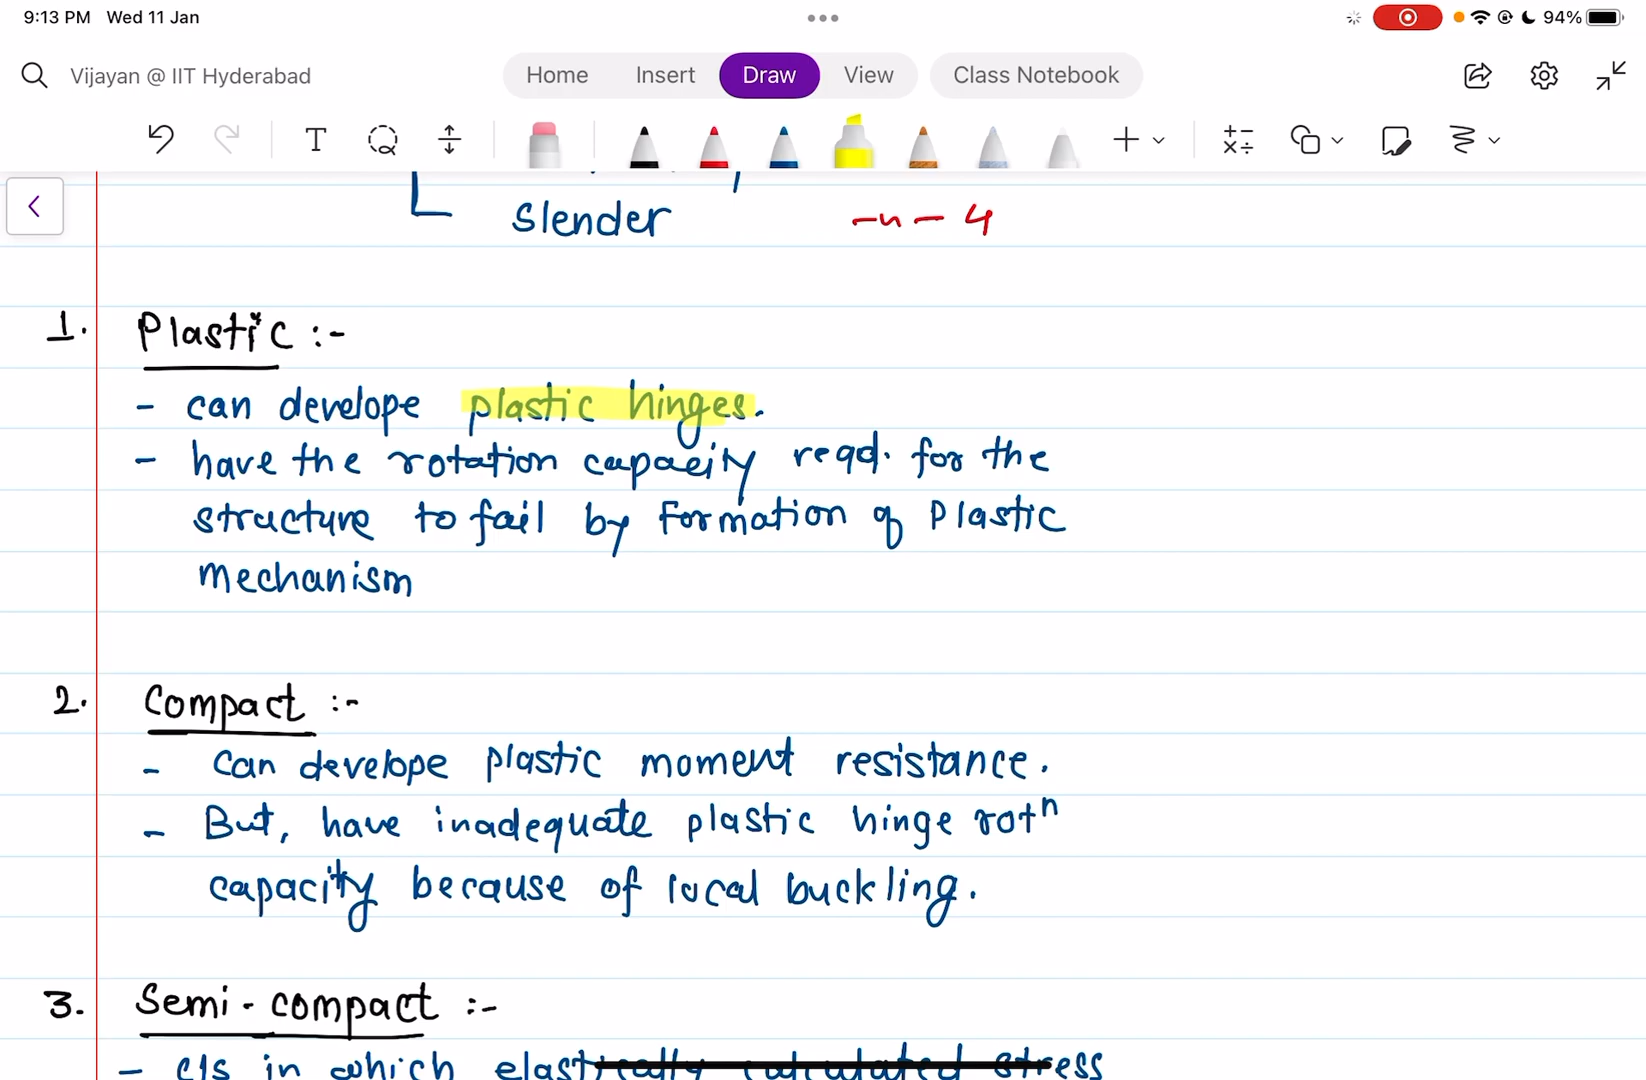 9:13 PM Wed 11 Jan
94%
Vijayan @ IIT Hyderabad
Home Insert Draw View Class Notebook
T
Slender -"- 4
1. Plastic :-
- can develope plastic hinges.
- have the rotation capacity reqd. for the
structure to fail by Formation of Plastic
Mechanism
2. Compact :-
- Can develope plastic moment resistance.
- But, have inadequate plastic hinge rotⁿ
capacity because of local buckling.
3. Semi-compact :-
- C/s in which elastically calculated stress